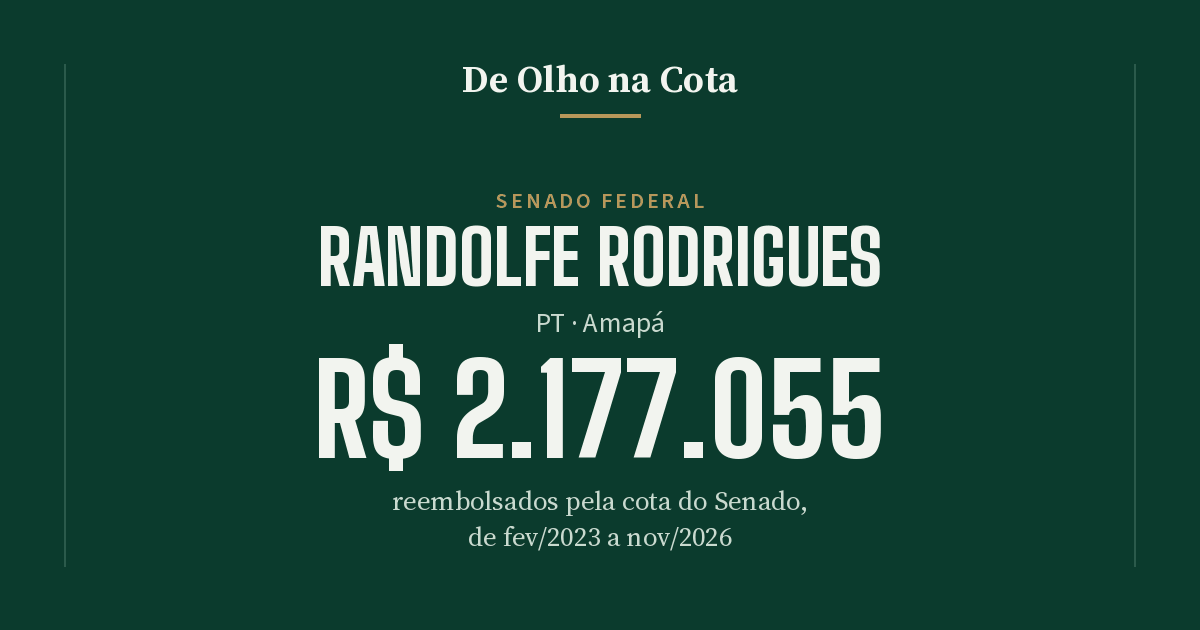 De Olho na Cota
SENADO FEDERAL
RANDOLFE RODRIGUES
PT · Amapá
R$ 2.177.055
reembolsados pela cota do Senado,
de fev/2023 a nov/2026